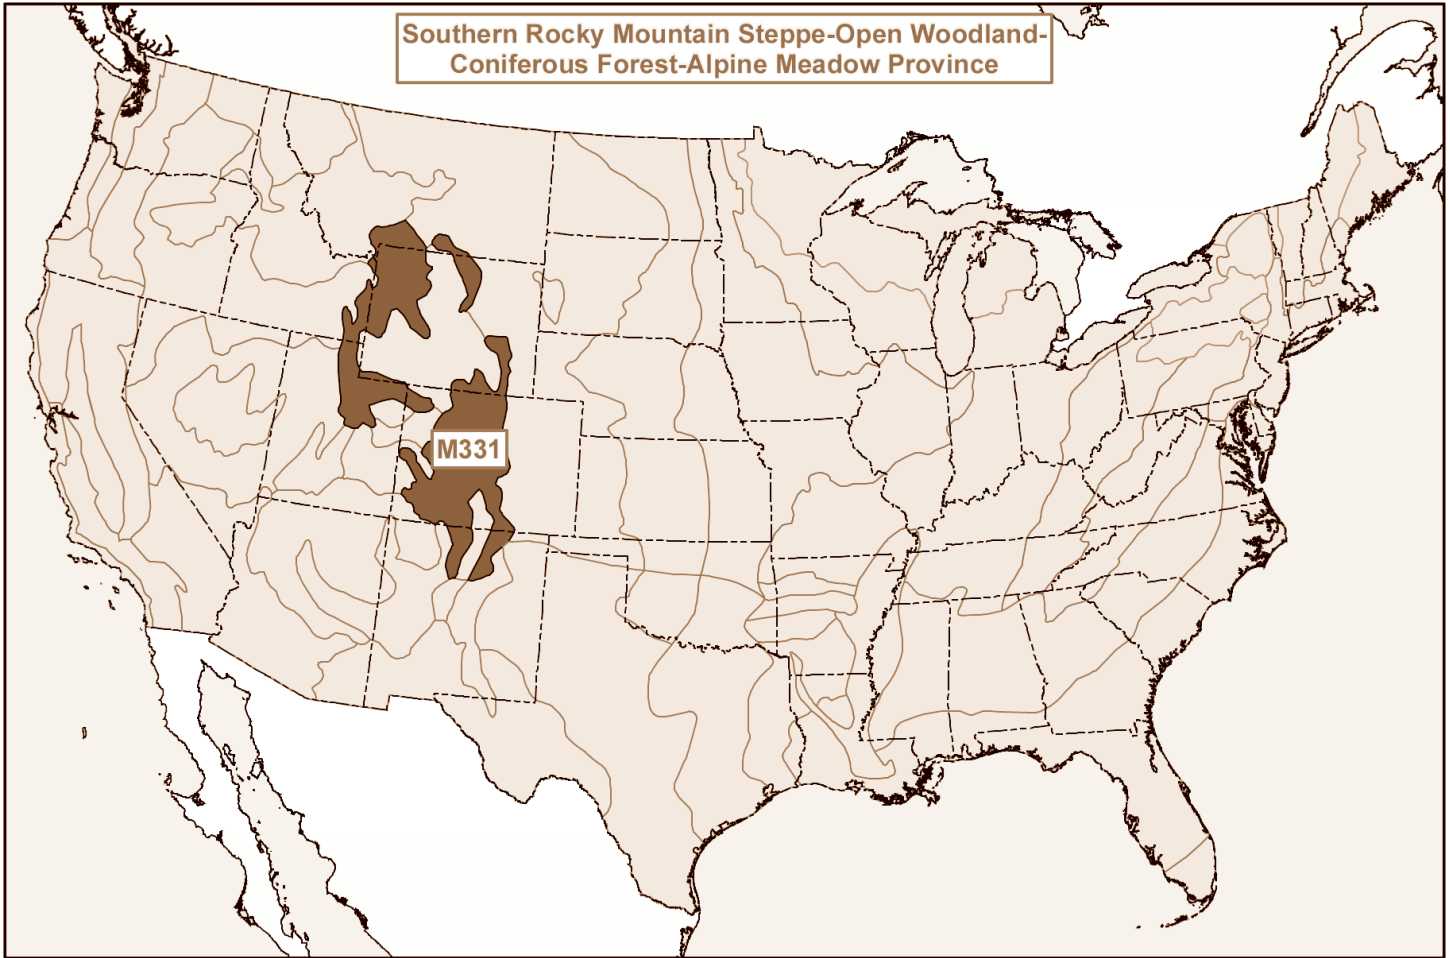 Southern Rocky Mountain Steppe-Open Woodland-
Coniferous Forest-Alpine Meadow Province
M331